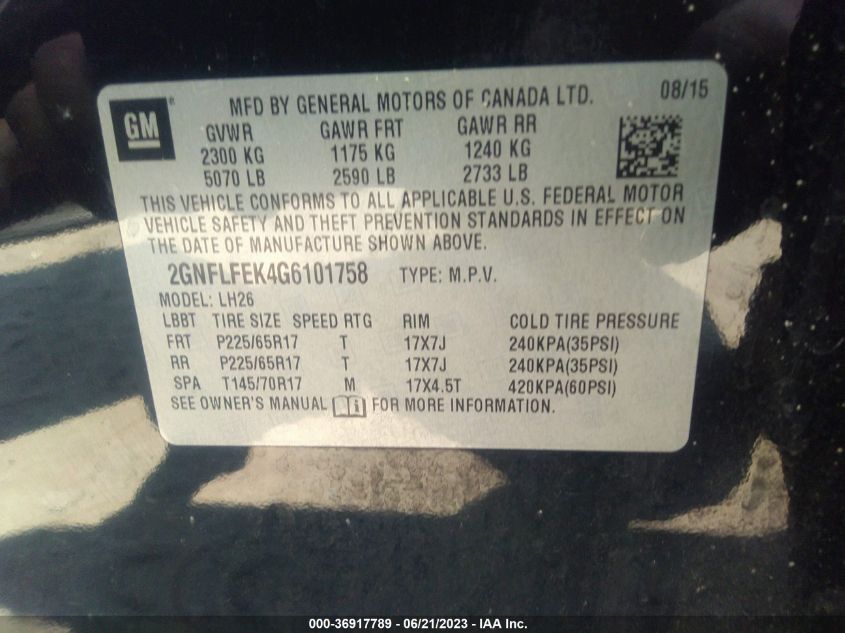 GM® MFD BY GENERAL MOTORS OF CANADA LTD. 08/15
GVWR GAWR FRT GAWR RR
2300 KG 1175 KG 1240 KG
5070 LB 2590 LB 2733 LB
THIS VEHICLE CONFORMS TO ALL APPLICABLE U.S. FEDERAL MOTOR
VEHICLE SAFETY AND THEFT PREVENTION STANDARDS IN EFFECT ON
THE DATE OF MANUFACTURE SHOWN ABOVE.
2GNFLFEK4G6101758 TYPE: M.P.V.
MODEL: LH26
LBBT TIRE SIZE SPEED RTG RIM COLD TIRE PRESSURE
FRT P225/65R17 T 17X7J 240KPA(35PSI)
RR P225/65R17 T 17X7J 240KPA(35PSI)
SPA T145/70R17 M 17X4.5T 420KPA(60PSI)
SEE OWNER'S MANUAL FOR MORE INFORMATION.
000-36917789 - 06/21/2023 - IAA Inc.